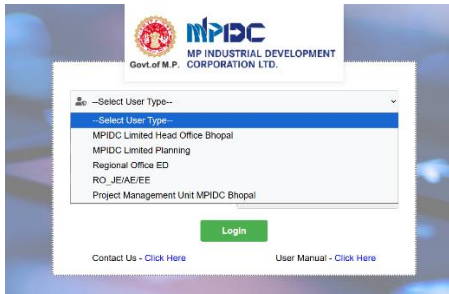 MPIDC
MP INDUSTRIAL DEVELOPMENT
Govt.of M.P. CORPORATION LTD.
--Select User Type--
--Select User Type--
MPIDC Limited Head Office Bhopal
MPIDC Limited Planning
Regional Office ED
RO_JE/AE/EE
Project Management Unit MPIDC Bhopal
Login
Contact Us - Click Here User Manual - Click Here